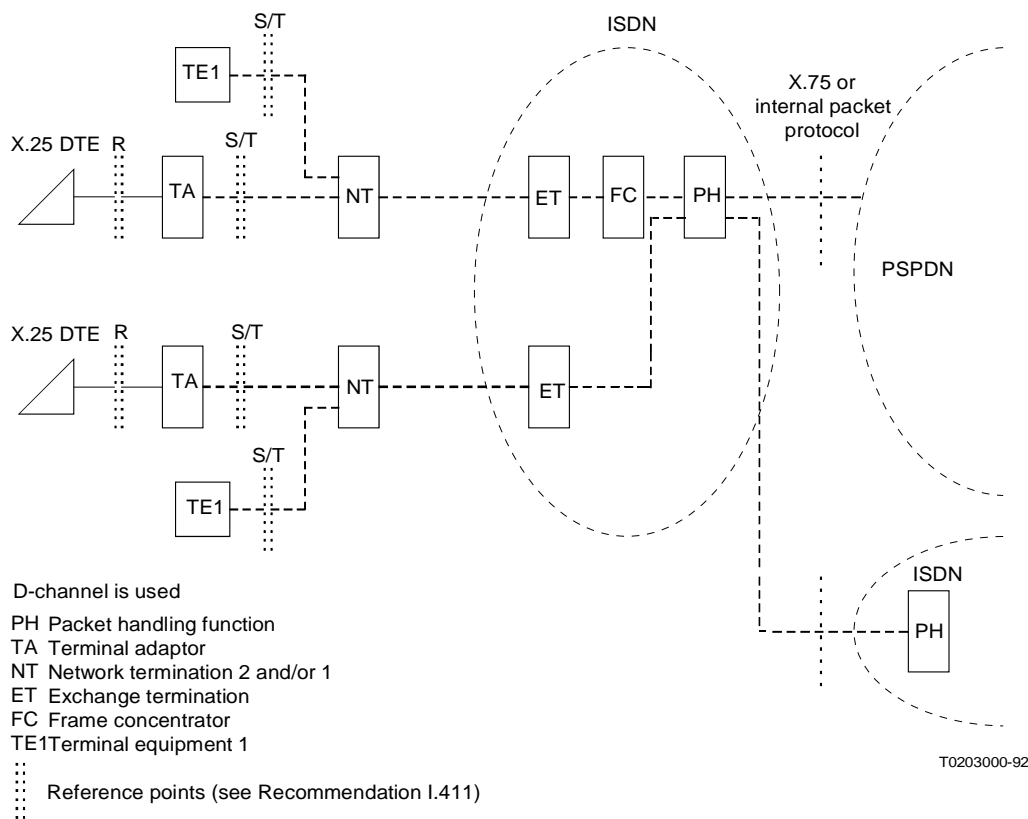 S/T
ISDN
TE1
X.75 or
internal packet
protocol
X.25 DTE R
S/T
TA
NT
ET
FC
PH
PSPDN
X.25 DTE R
S/T
TA
NT
ET
S/T
TE1
D-channel is used
ISDN
PH
PH Packet handling function
TA Terminal adaptor
NT Network termination 2 and/or 1
ET Exchange termination
FC Frame concentrator
TE1 Terminal equipment 1
T0203000-92
Reference points (see Recommendation I.411)